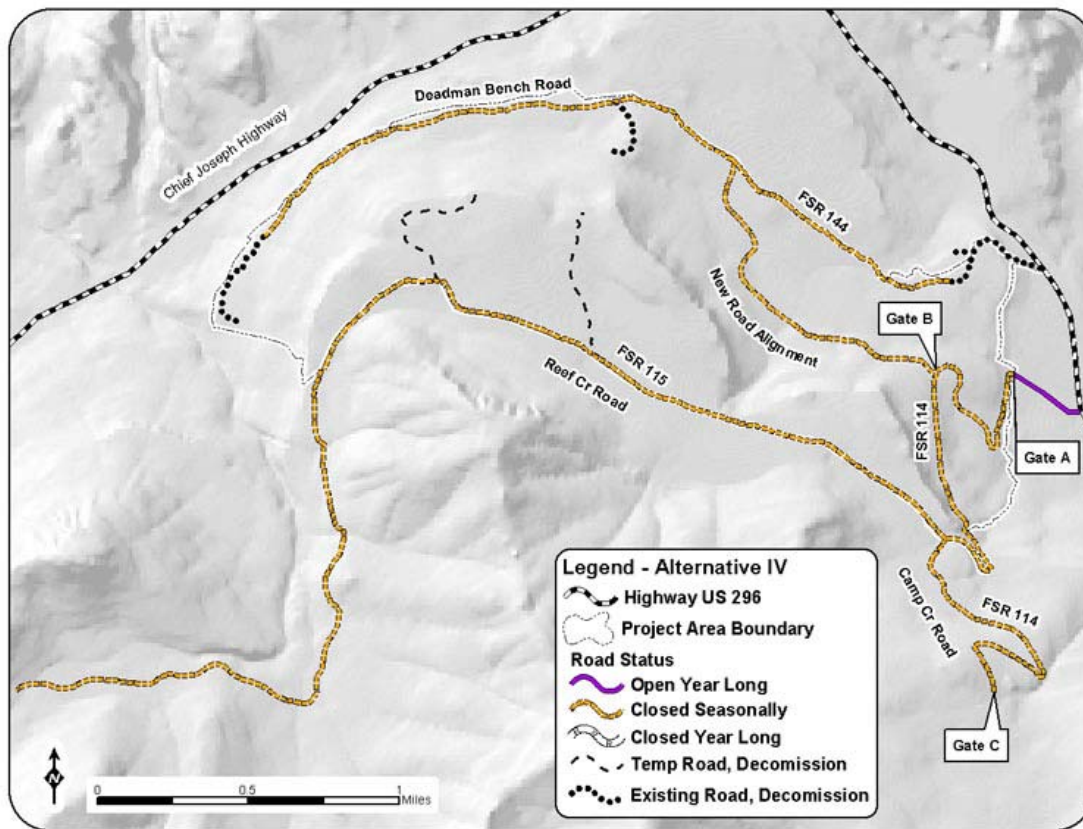 Deadman Bench Road
Chief Joseph Highway
FSR 144
New Road Alignment
Gate B
FSR 115
Reef Cr Road
FSR 114
Gate A
Camp Cr Road
FSR 114
Gate C
Legend - Alternative IV
Highway US 296
Project Area Boundary
Road Status
Open Year Long
Closed Seasonally
Closed Year Long
Temp Road, Decomission
Existing Road, Decomission
N
0 0.5 1
Miles